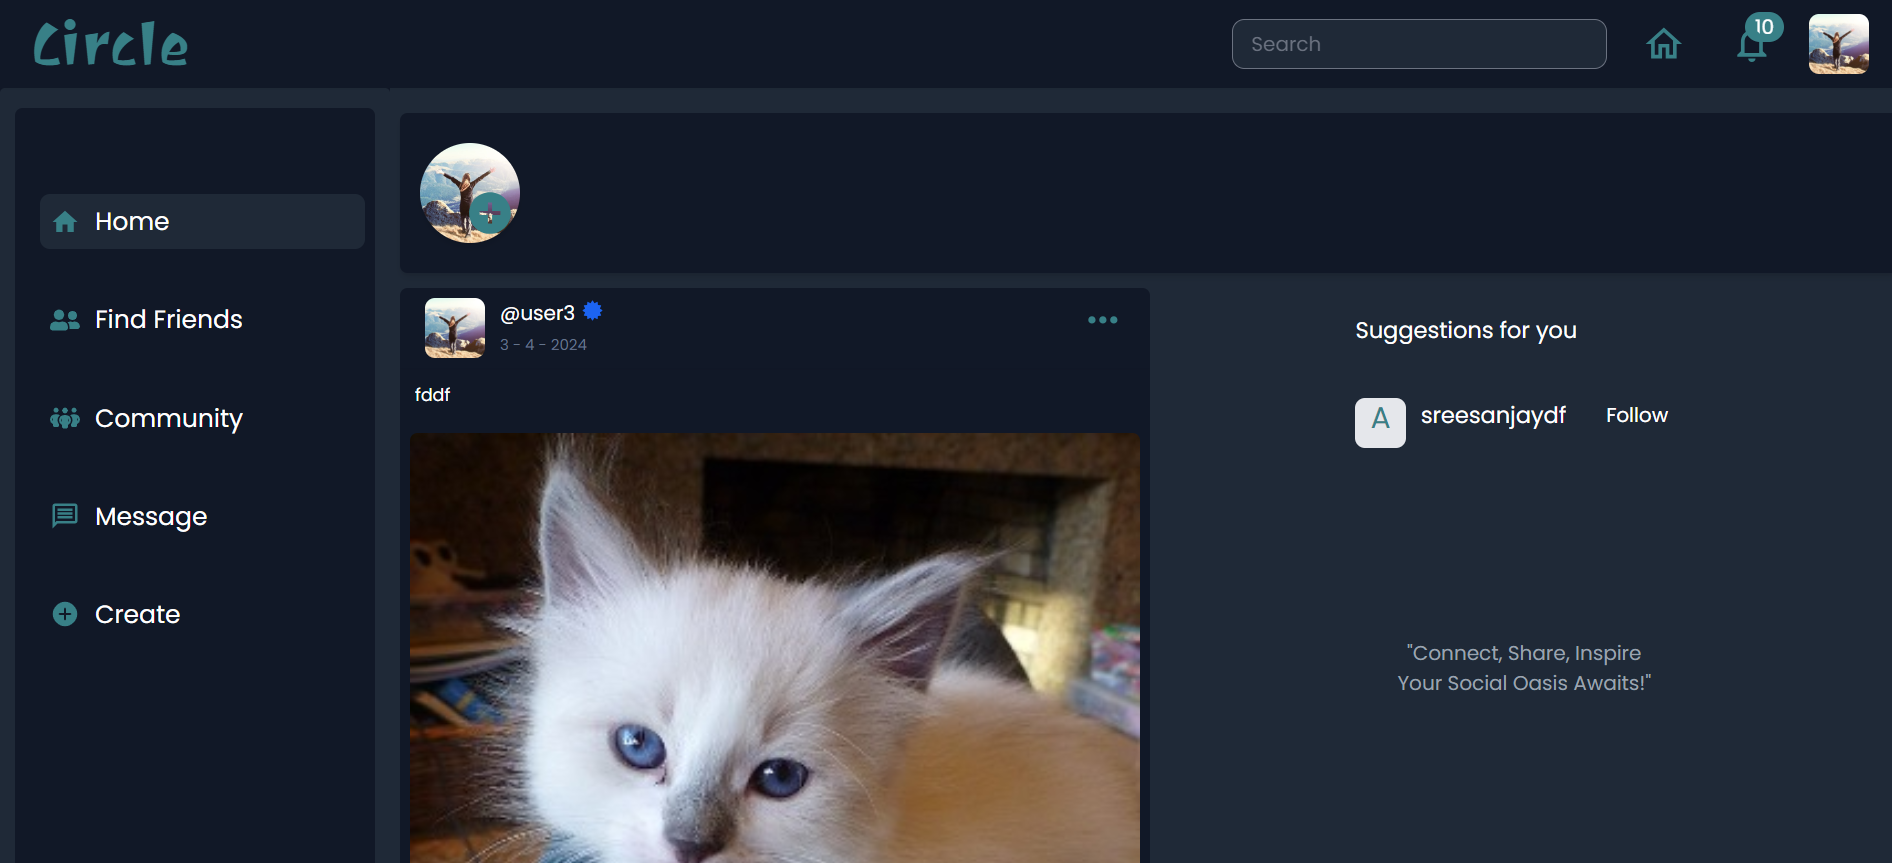 Circle
Search
10
Home
Find Friends
Community
Message
Create
@user3
3 - 4 - 2024
fddf
Suggestions for you
A
sreesanjaydf Follow
"Connect, Share, Inspire
Your Social Oasis Awaits!"